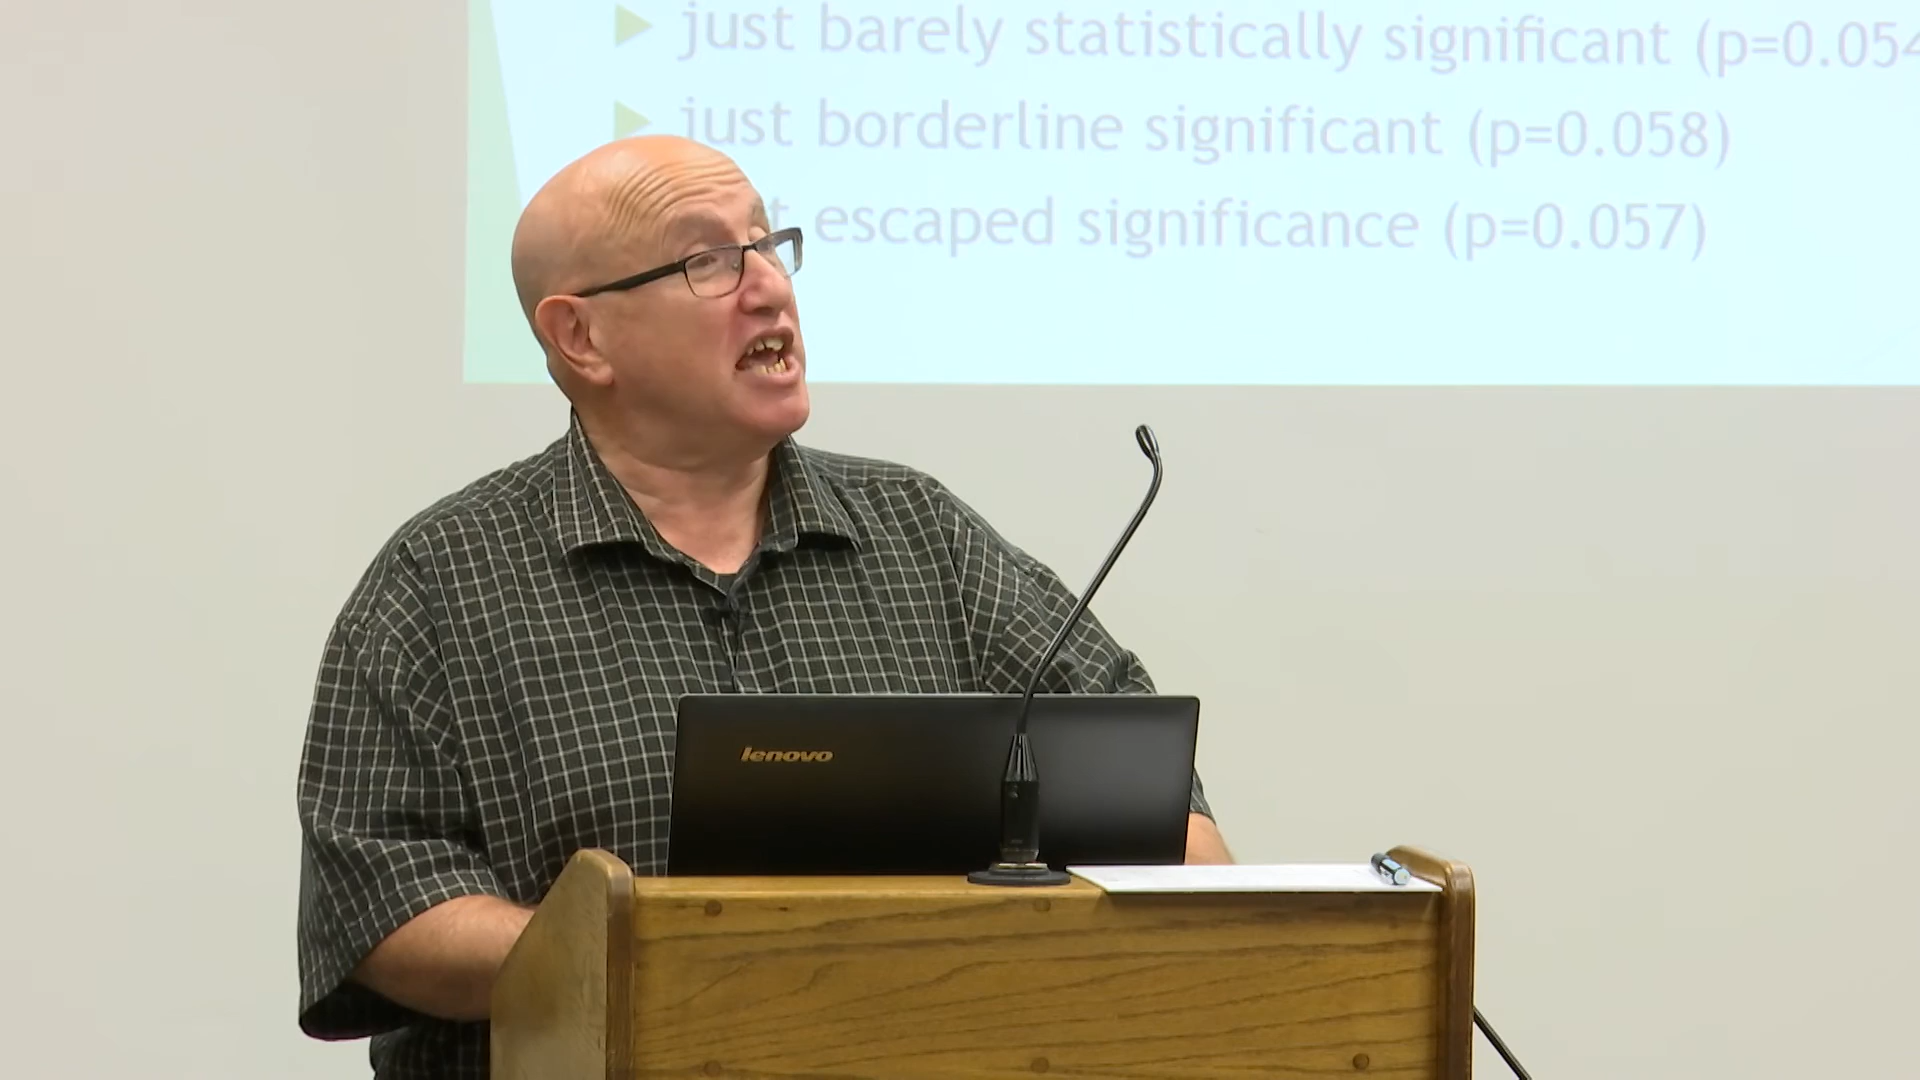 just barely statistically significant (p=0.054
just borderline significant (p=0.058)
escaped significance (p=0.057)
lenovo